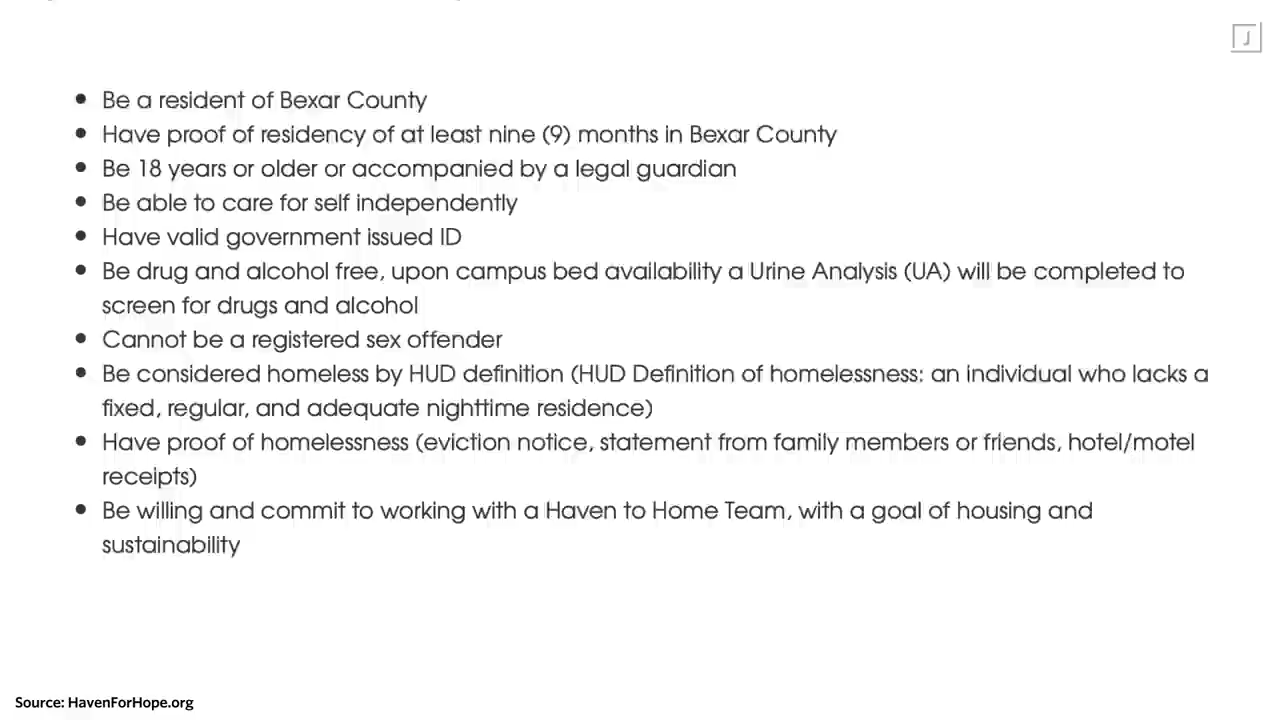 J
• Be a resident of Bexar County
• Have proof of residency of at least nine (9) months in Bexar County
• Be 18 years or older or accompanied by a legal guardian
• Be able to care for self independently
• Have valid government issued ID
• Be drug and alcohol free, upon campus bed availability a Urine Analysis (UA) will be completed to
screen for drugs and alcohol
• Cannot be a registered sex offender
• Be considered homeless by HUD definition (HUD Definition of homelessness: an individual who lacks a
fixed, regular, and adequate nighttime residence)
• Have proof of homelessness (eviction notice, statement from family members or friends, hotel/motel
receipts)
• Be willing and commit to working with a Haven to Home Team, with a goal of housing and
sustainability
Source: HavenForHope.org